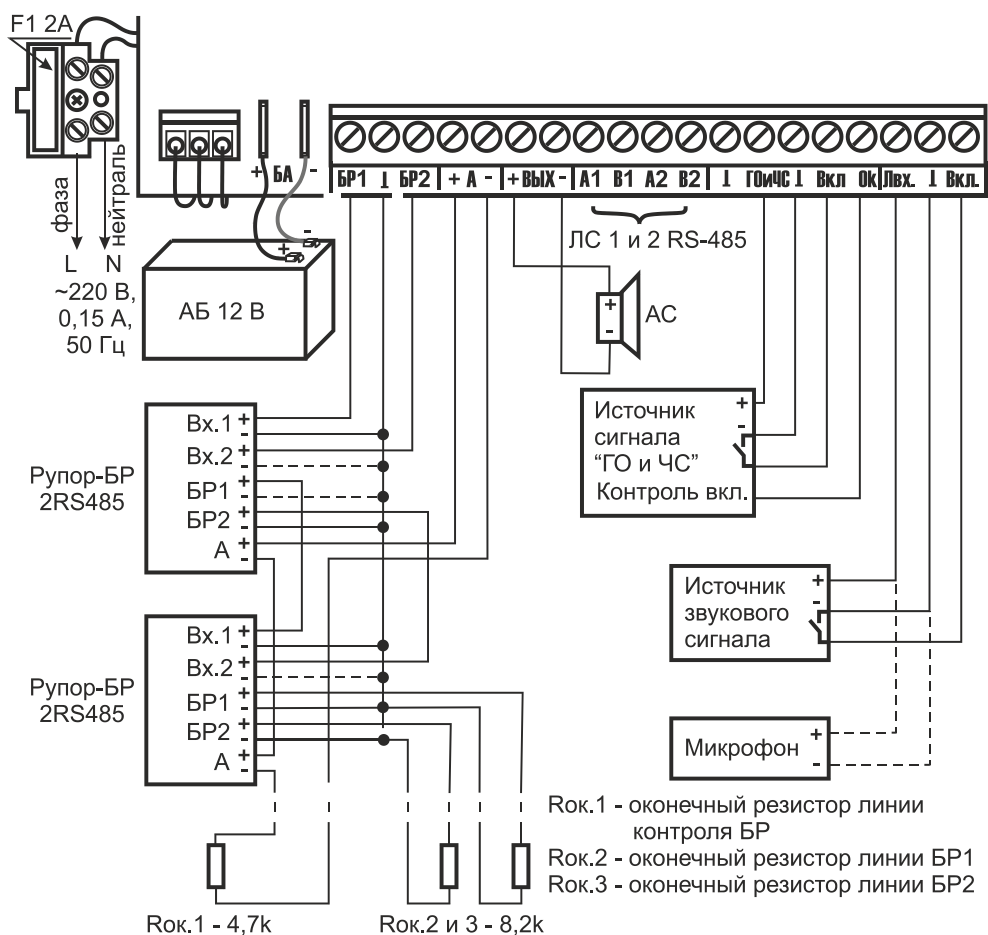 F1 2A
фаза
нейтраль
L N
~220 В,
0,15 А,
50 Гц
+ БА -
- +
АБ 12 В
БР1 ⊥ БР2 + А - + ВЫХ - А1 В1 А2 В2 ⊥ ГОиЧС ⊥ Вкл Ok Лвх. ⊥ Вкл.
ЛС 1 и 2 RS-485
+
-
АС
Рупор-БР
2RS485
Вх.1 + -
Вх.2 + -
БР1 + -
БР2 + -
А + -
Рупор-БР
2RS485
Вх.1 + -
Вх.2 + -
БР1 + -
БР2 + -
А + -
Источник +
сигнала -
“ГО и ЧС”
Контроль вкл.
Источник +
звукового -
сигнала
Микрофон + -
Rок.1 - оконечный резистор линии
контроля БР
Rок.2 - оконечный резистор линии БР1
Rок.3 - оконечный резистор линии БР2
Rок.1 - 4,7k
Rок.2 и 3 - 8,2k